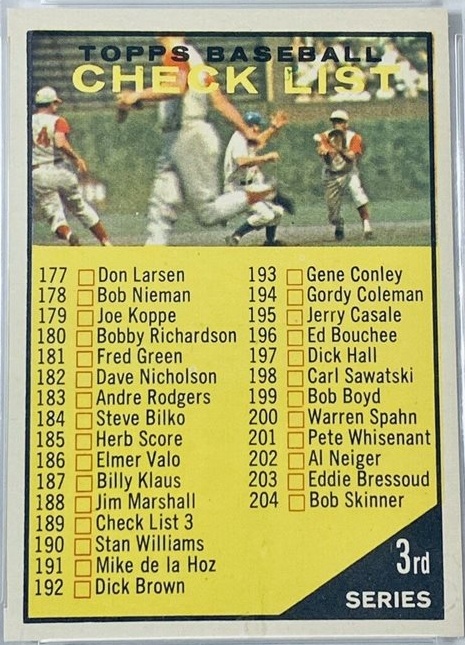 TOPPS BASEBALL
CHECK LIST
4
177 Don Larsen
178 Bob Nieman
179 Joe Koppe
180 Bobby Richardson
181 Fred Green
182 Dave Nicholson
183 Andre Rodgers
184 Steve Bilko
185 Herb Score
186 Elmer Valo
187 Billy Klaus
188 Jim Marshall
189 Check List 3
190 Stan Williams
191 Mike de la Hoz
192 Dick Brown
193 Gene Conley
194 Gordy Coleman
195 Jerry Casale
196 Ed Bouchee
197 Dick Hall
198 Carl Sawatski
199 Bob Boyd
200 Warren Spahn
201 Pete Whisenant
202 Al Neiger
203 Eddie Bressoud
204 Bob Skinner
3rd
SERIES